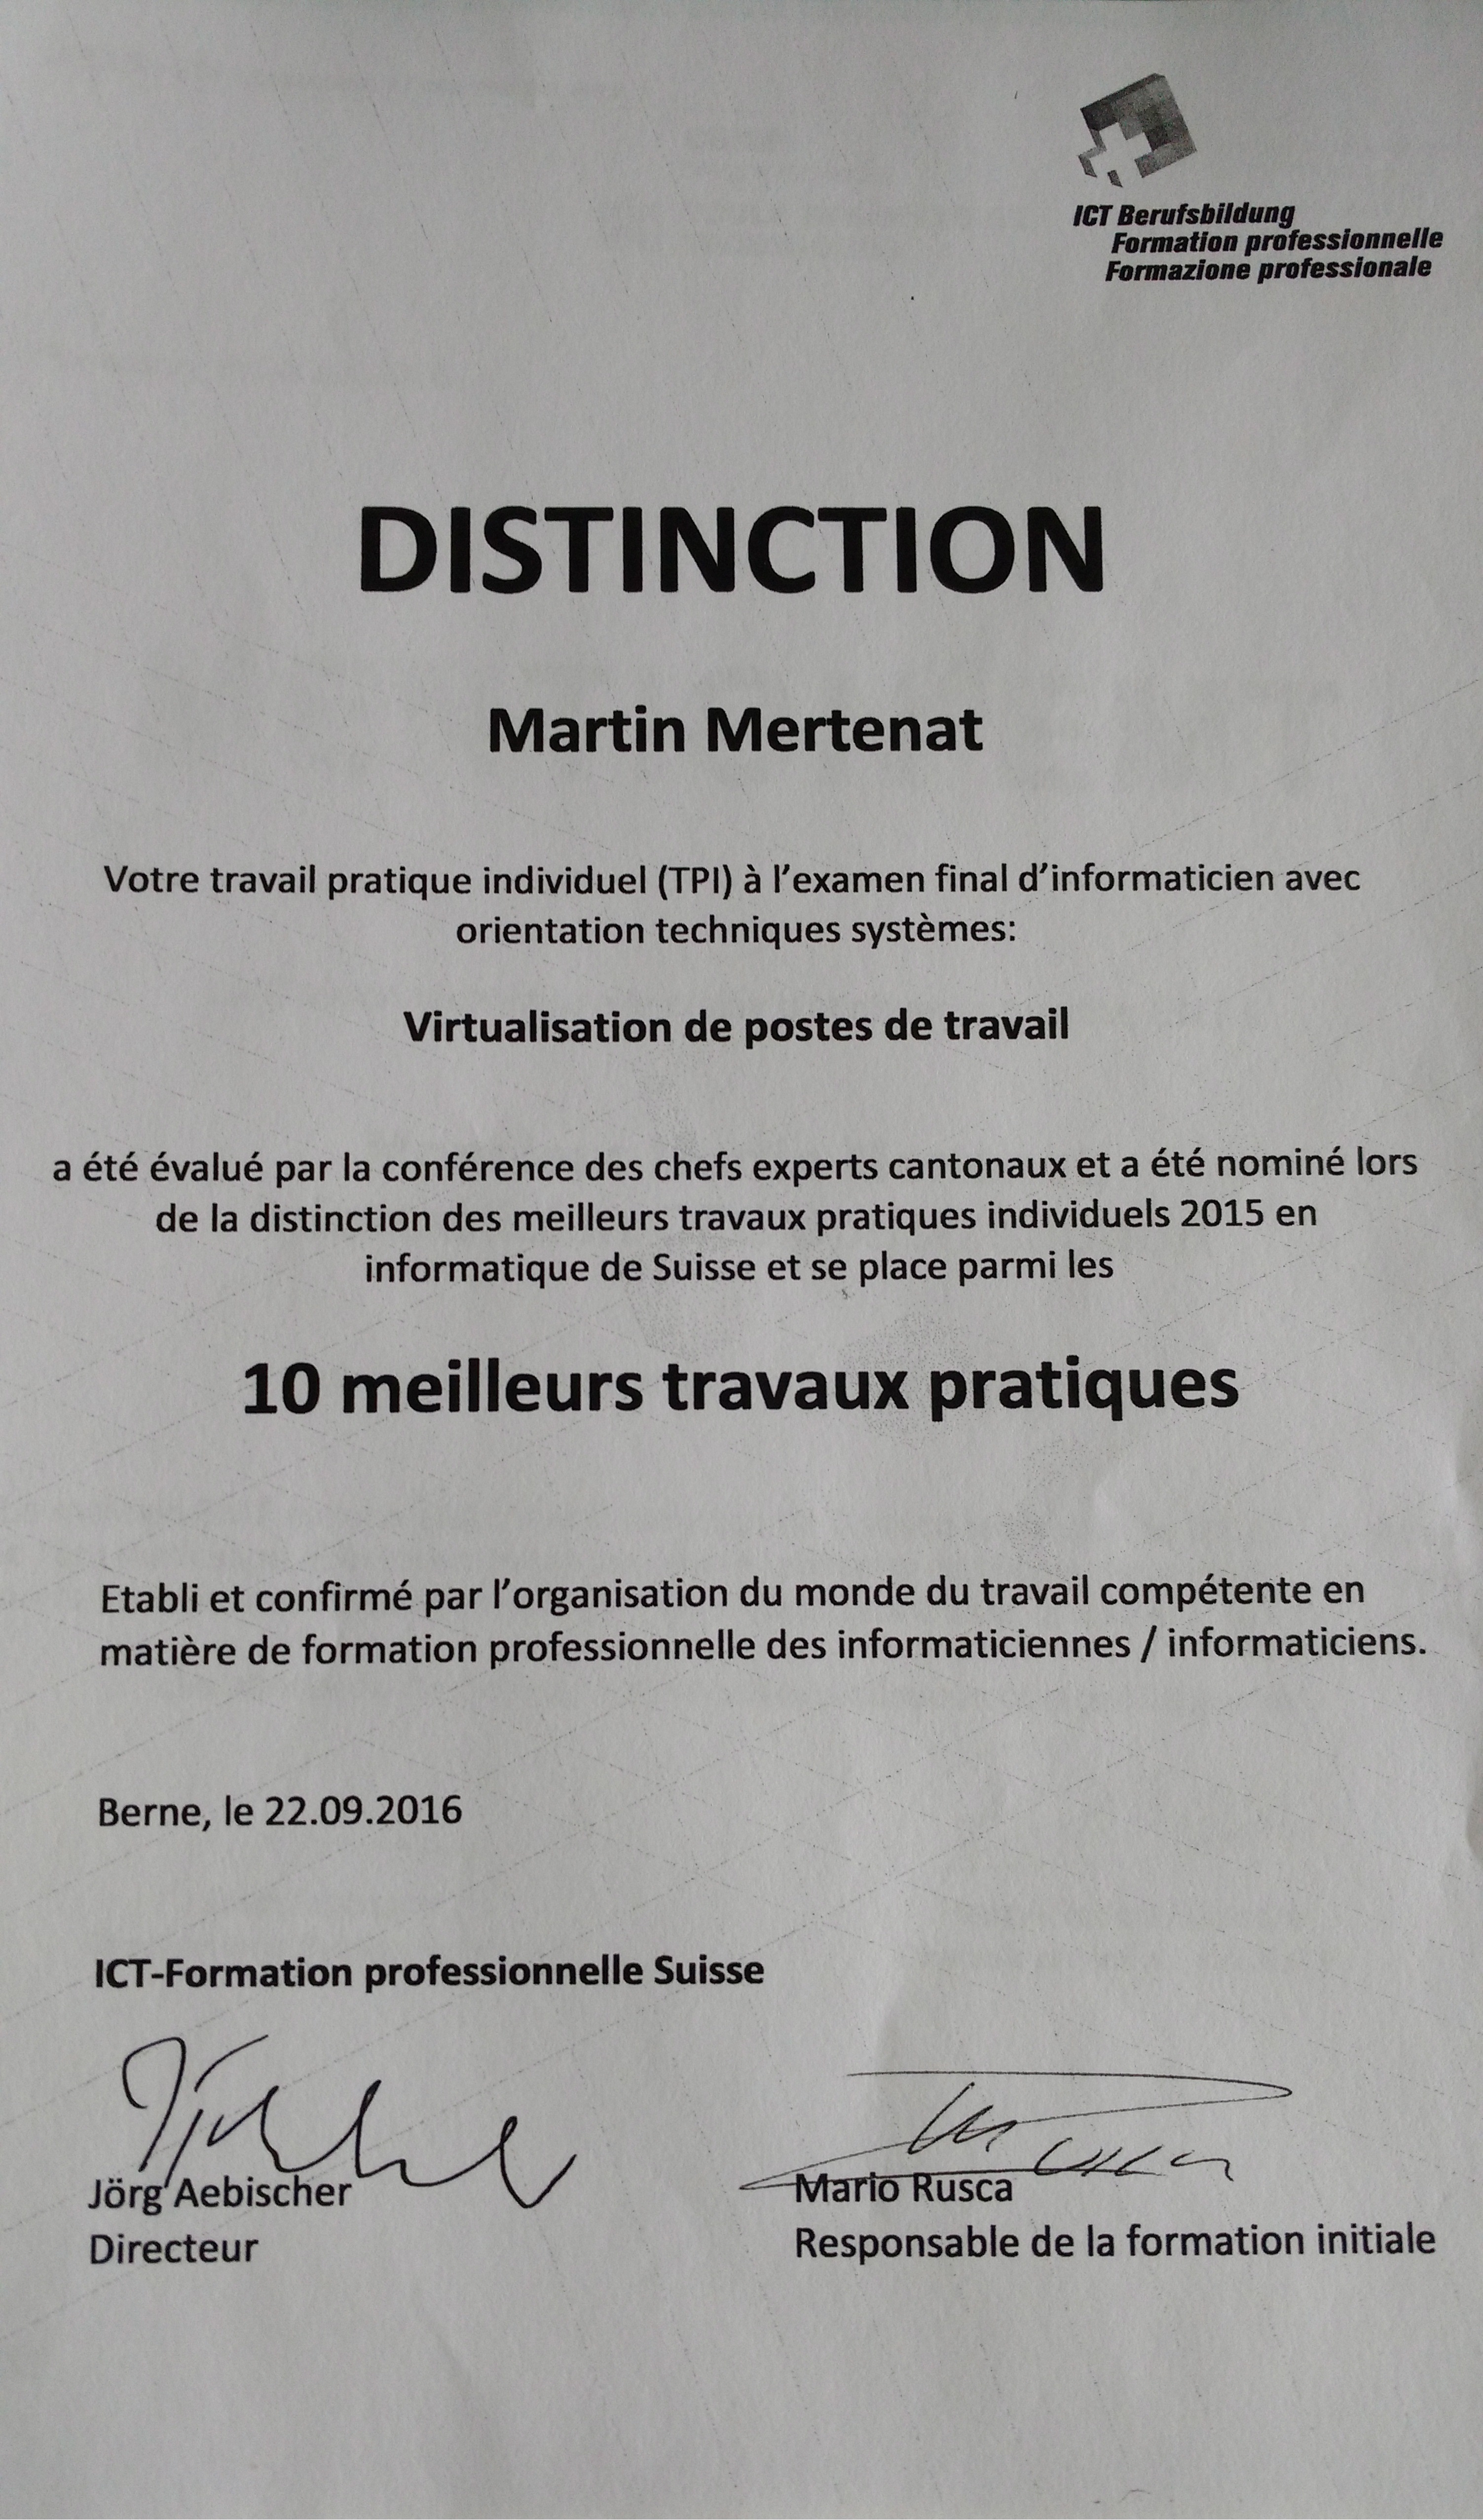 ICT Berufsbildung
Formation professionnelle
Formazione professionale
DISTINCTION
Martin Mertenat
Votre travail pratique individuel (TPI) à l'examen final d'informaticien avec
orientation techniques systèmes:
Virtualisation de postes de travail
a été évalué par la conférence des chefs experts cantonaux et a été nominé lors
de la distinction des meilleurs travaux pratiques individuels 2015 en
informatique de Suisse et se place parmi les
10 meilleurs travaux pratiques
Etabli et confirmé par l'organisation du monde du travail compétente en
matière de formation professionnelle des informaticiennes / informaticiens.
Berne, le 22.09.2016
ICT-Formation professionnelle Suisse
Jörg Aebischer
Directeur
Mario Rusca
Responsable de la formation initiale